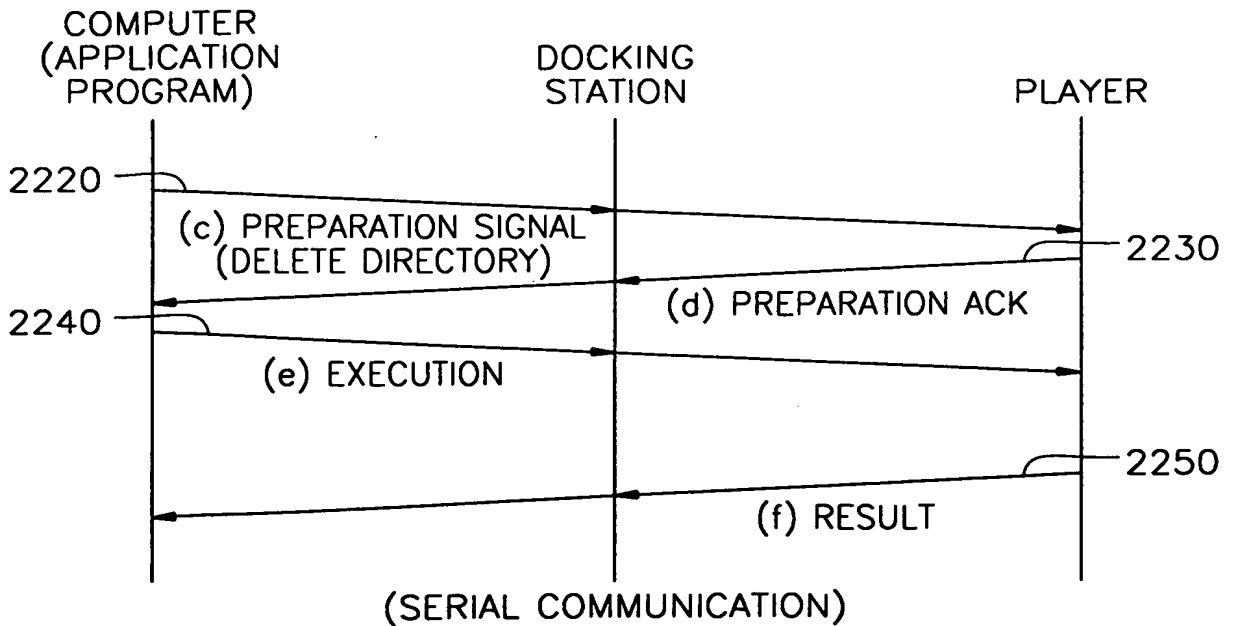 COMPUTER
(APPLICATION
PROGRAM)
DOCKING
STATION
PLAYER
2220
(c) PREPARATION SIGNAL
(DELETE DIRECTORY)
2230
(d) PREPARATION ACK
2240
(e) EXECUTION
2250
(f) RESULT
(SERIAL COMMUNICATION)